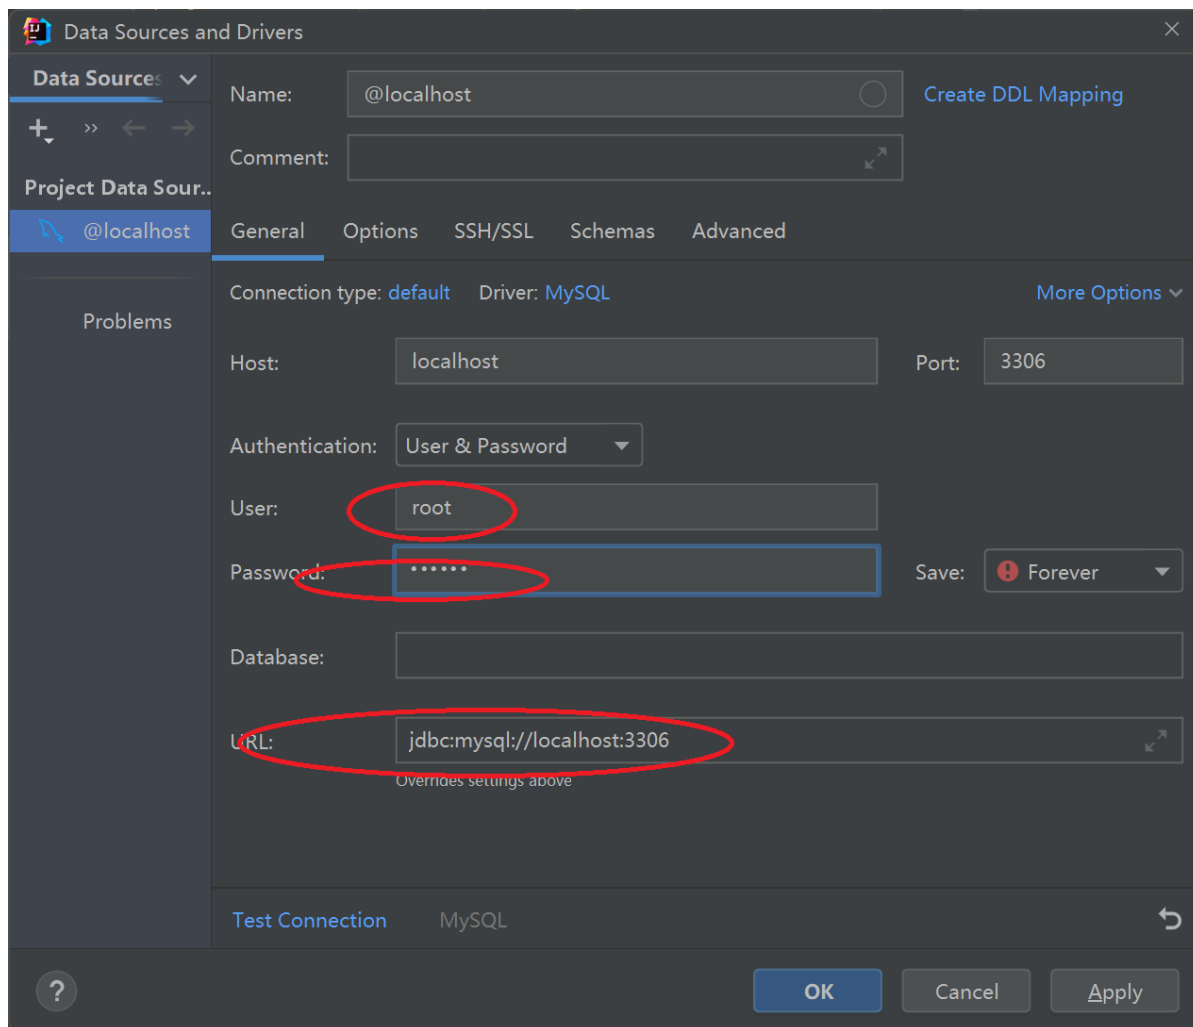 Data Sources and Drivers
Data Sources
Name: @localhost Create DDL Mapping
Comment:
Project Data Sour..
@localhost
Problems
General Options SSH/SSL Schemas Advanced
Connection type: default Driver: MySQL More Options
Host: localhost Port: 3306
Authentication: User & Password
User: root
Password: •••••• Save: Forever
Database:
URL: jdbc:mysql://localhost:3306
Overrides settings above
Test Connection MySQL
? OK Cancel Apply